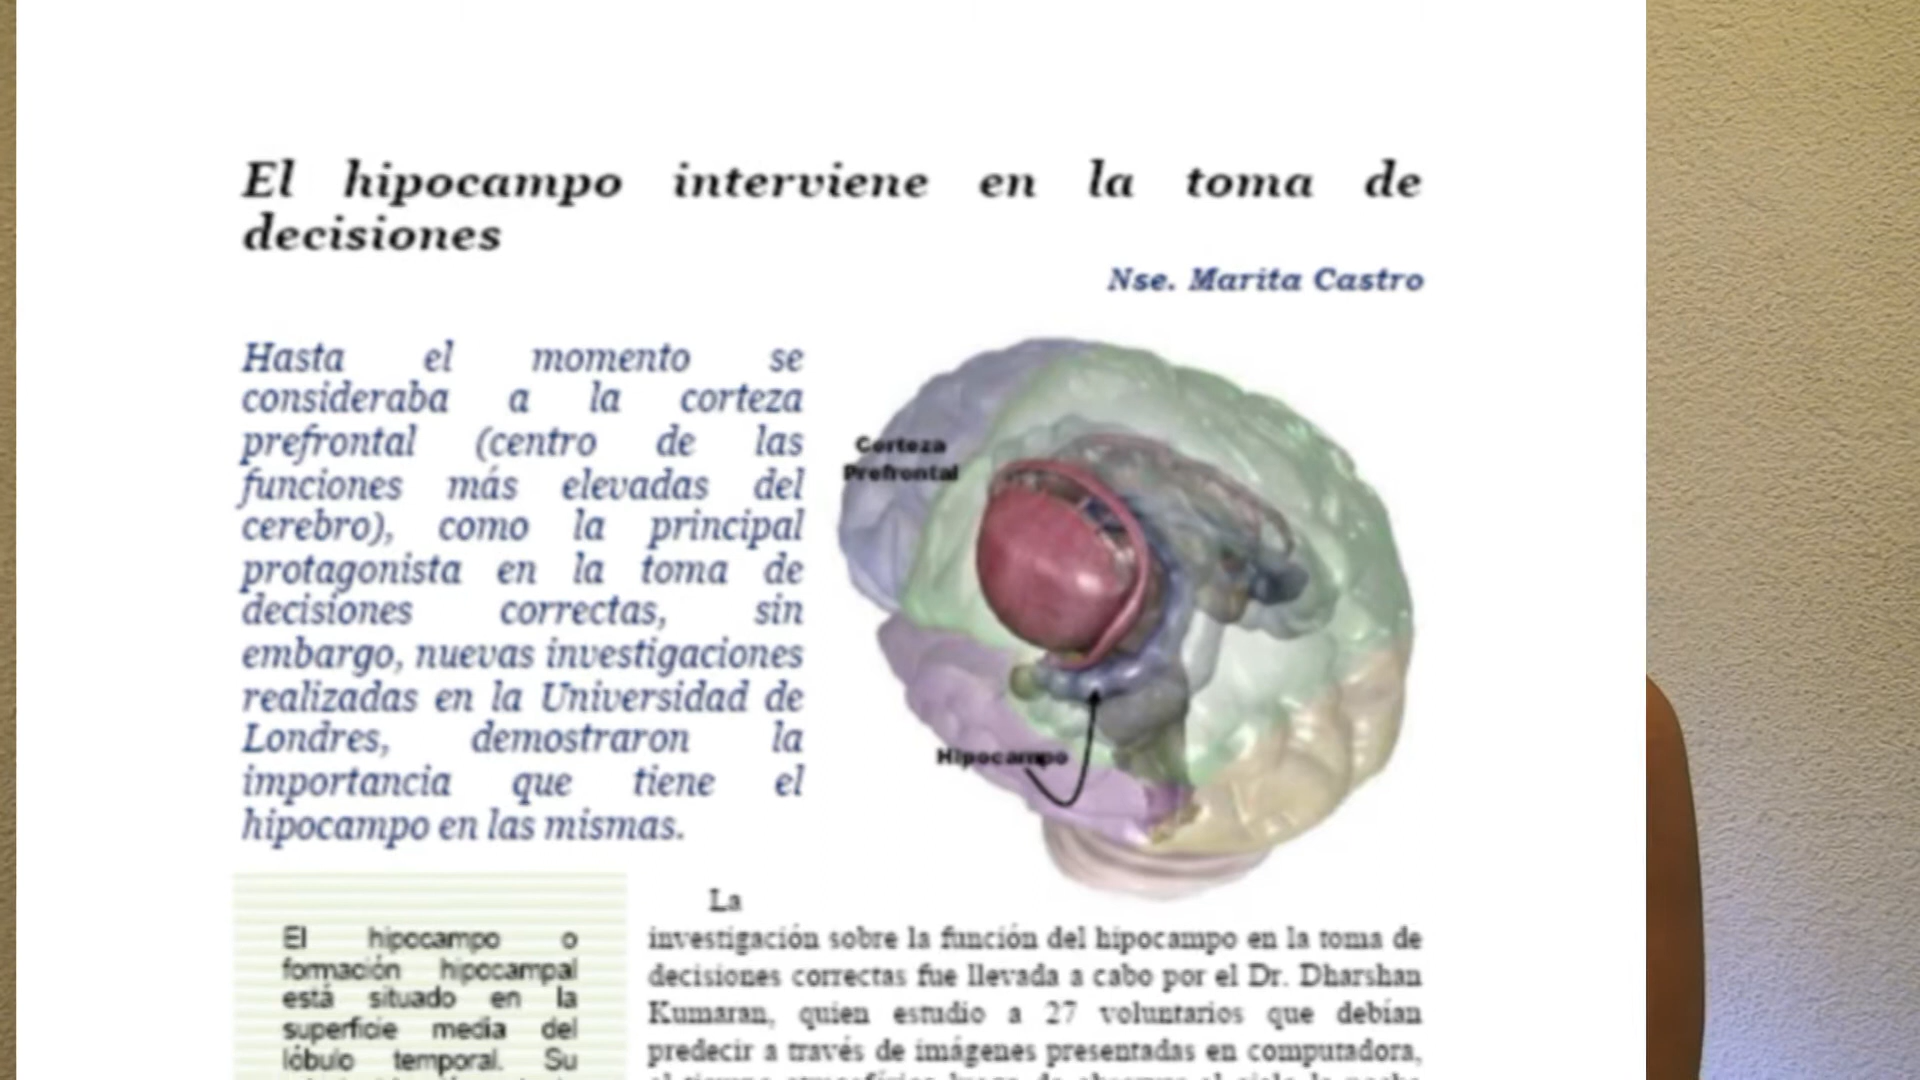 El hipocampo interviene en la toma de
decisiones
Nse. Marita Castro
Hasta el momento se
consideraba a la corteza
prefrontal (centro de las
funciones más elevadas del
cerebro), como la principal
protagonista en la toma de
decisiones correctas, sin
embargo, nuevas investigaciones
realizadas en la Universidad de
Londres, demostraron la
importancia que tiene el
hipocampo en las mismas.
Corteza
Prefrontal
Hipocampo
El hipocampo o
formación hipocampal
está situado en la
superficie media del
lóbulo temporal. Su
La
investigación sobre la función del hipocampo en la toma de
decisiones correctas fue llevada a cabo por el Dr. Dharshan
Kumaran, quien estudio a 27 voluntarios que debían
predecir a través de imágenes presentadas en computadora,